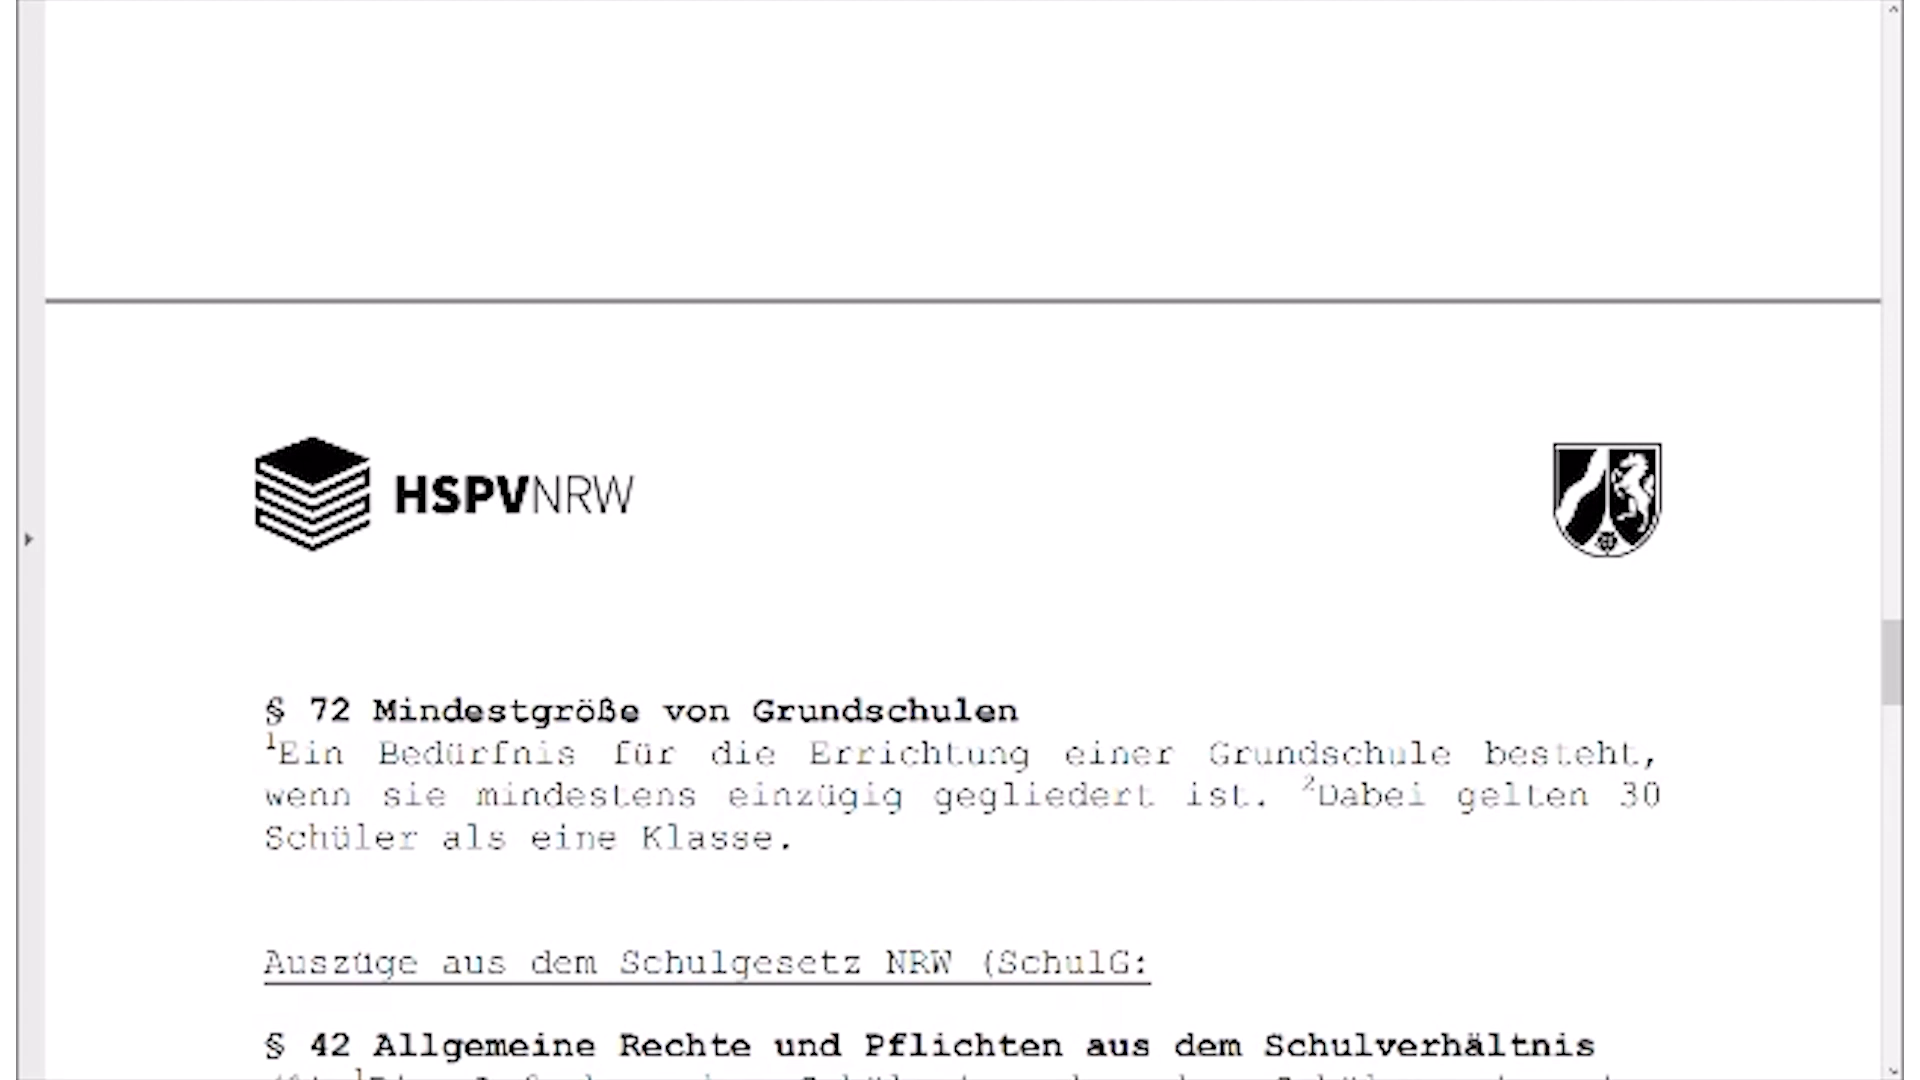 HSPVNRW
§ 72 Mindestgröße von Grundschulen
¹Ein Bedürfnis für die Errichtung einer Grundschule besteht,
wenn sie mindestens einzügig gegliedert ist. ²Dabei gelten 30
Schüler als eine Klasse.
Auszüge aus dem Schulgesetz NRW (SchulG:
§ 42 Allgemeine Rechte und Pflichten aus dem Schulverhältnis